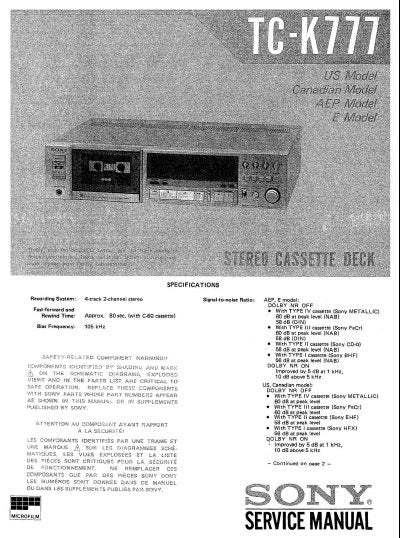 TC-K777
US Model
Canadian Model
AEP Model
E Model
SONY
STEREO CASSETTE DECK
SPECIFICATIONS
Recording System: 4-track 2-channel stereo
Fast-forward and
Rewind Time: Approx. 80 sec. (with C-60 cassette)
Bias Frequency: 105 kHz
Signal-to-noise Ratio: AEP, E model:
DOLBY NR OFF
• With TYPE IV cassette (Sony METALLIC)
60 dB at peak level (NAB)
58 dB (DIN)
• With TYPE III cassette (Sony FeCr)
60 dB at peak level (NAB)
58 dB (DIN)
• With TYPE II cassette (Sony CD-α)
58 dB at peak level (NAB)
• With TYPE I cassette (Sony BHF)
56 dB at peak level (NAB)
DOLBY NR ON
Improved by 5 dB at 1 kHz,
10 dB above 5 kHz
US, Canadian model:
DOLBY NR OFF
• With TYPE IV cassette (Sony METALLIC)
60 dB at peak level
• With TYPE III cassette (Sony FeCr)
60 dB at peak level
• With TYPE II cassette (Sony EHF)
58 dB at peak level
• With TYPE I cassette (Sony HFX)
56 dB at peak level
DOLBY NR ON
• Improved by 5 dB at 1 kHz,
10 dB above 5 kHz
– Continued on page 2 –
SAFETY-RELATED COMPONENT WARNING!!
COMPONENTS IDENTIFIED BY SHADING AND MARK
⚠ ON THE SCHEMATIC DIAGRAMS, EXPLODED
VIEWS AND IN THE PARTS LIST ARE CRITICAL TO
SAFE OPERATION. REPLACE THESE COMPONENTS
WITH SONY PARTS WHOSE PART NUMBERS APPEAR
AS SHOWN IN THIS MANUAL OR IN SUPPLEMENTS
PUBLISHED BY SONY.
ATTENTION AU COMPOSANT AYANT RAPPORT
À LA SÉCURITÉ!
LES COMPOSANTS IDENTIFIÉS PAR UNE TRAME ET
UNE MARQUE ⚠ SUR LES DIAGRAMMES SCHÉ-
MATIQUES, LES VUES EXPLOSÉES ET LA LISTE
DES PIÈCES SONT CRITIQUES POUR LA SÉCURITÉ
DE FONCTIONNEMENT. NE REMPLACER CES
COMPOSANTS QUE PAR DES PIÈCES SONY DONT
LES NUMÉROS SONT DONNÉS DANS CE MANUEL
OU DANS LES SUPPLÉMENTS PUBLIÉS PAR SONY.
MICROFILM
SONY®
SERVICE MANUAL